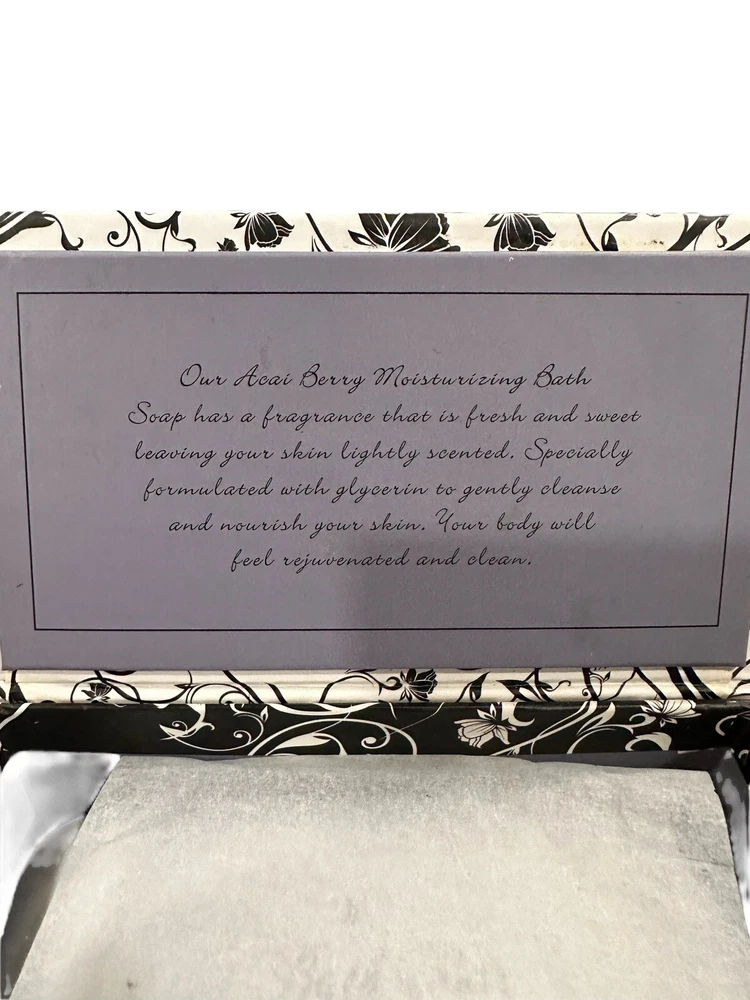 Our Acai Berry Moisturizing Bath
Soap has a fragrance that is fresh and sweet
leaving your skin lightly scented. Specially
formulated with glycerin to gently cleanse
and nourish your skin. Your body will
feel rejuvenated and clean.